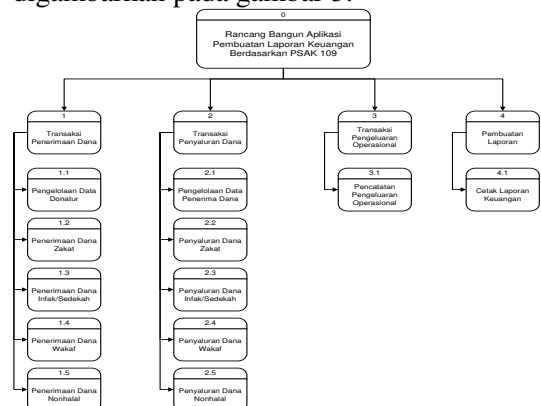 digambarkan pada gambar 3.
0
Rancang Bangun Aplikasi
Pembuatan Laporan Keuangan
Berdasarkan PSAK 109
1
Transaksi
Penerimaan Dana
2
Transaksi
Penyaluran Dana
3
Transaksi
Pengeluaran
Operasional
4
Pembuatan
Laporan
1.1
Pengelolaan Data
Donatur
2.1
Pengelolaan Data
Penerima Dana
3.1
Pencatatan
Pengeluaran
Operasional
4.1
Cetak Laporan
Keuangan
1.2
Penerimaan Dana
Zakat
2.2
Penyaluran Dana
Zakat
1.3
Penerimaan Dana
Infak/Sedekah
2.3
Penyaluran Dana
Infak/Sedekah
1.4
Penerimaan Dana
Wakaf
2.4
Penyaluran Dana
Wakaf
1.5
Penerimaan Dana
Nonhalal
2.5
Penyaluran Dana
Nonhalal